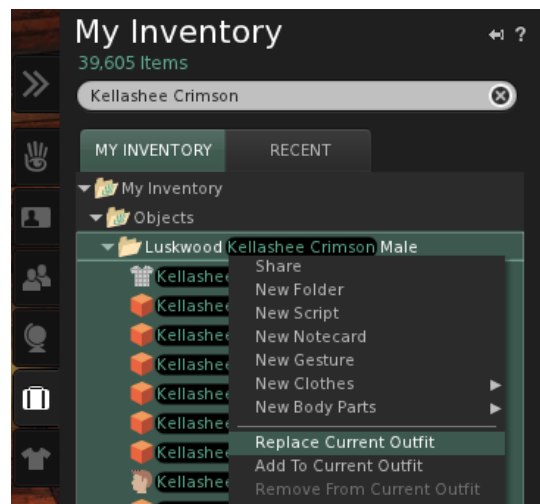 My Inventory
?
39,605 Items
Kellashee Crimson
MY INVENTORY
RECENT
My Inventory
Objects
Luskwood Kellashee Crimson Male
Share
Kellashee
New Folder
New Script
Kellashee
New Notecard
Kellashee
New Gesture
Kellashee
New Clothes
Kellashee
New Body Parts
Kellashee
Replace Current Outfit
Kellashee
Add To Current Outfit
Kellashee
Remove From Current Outfit